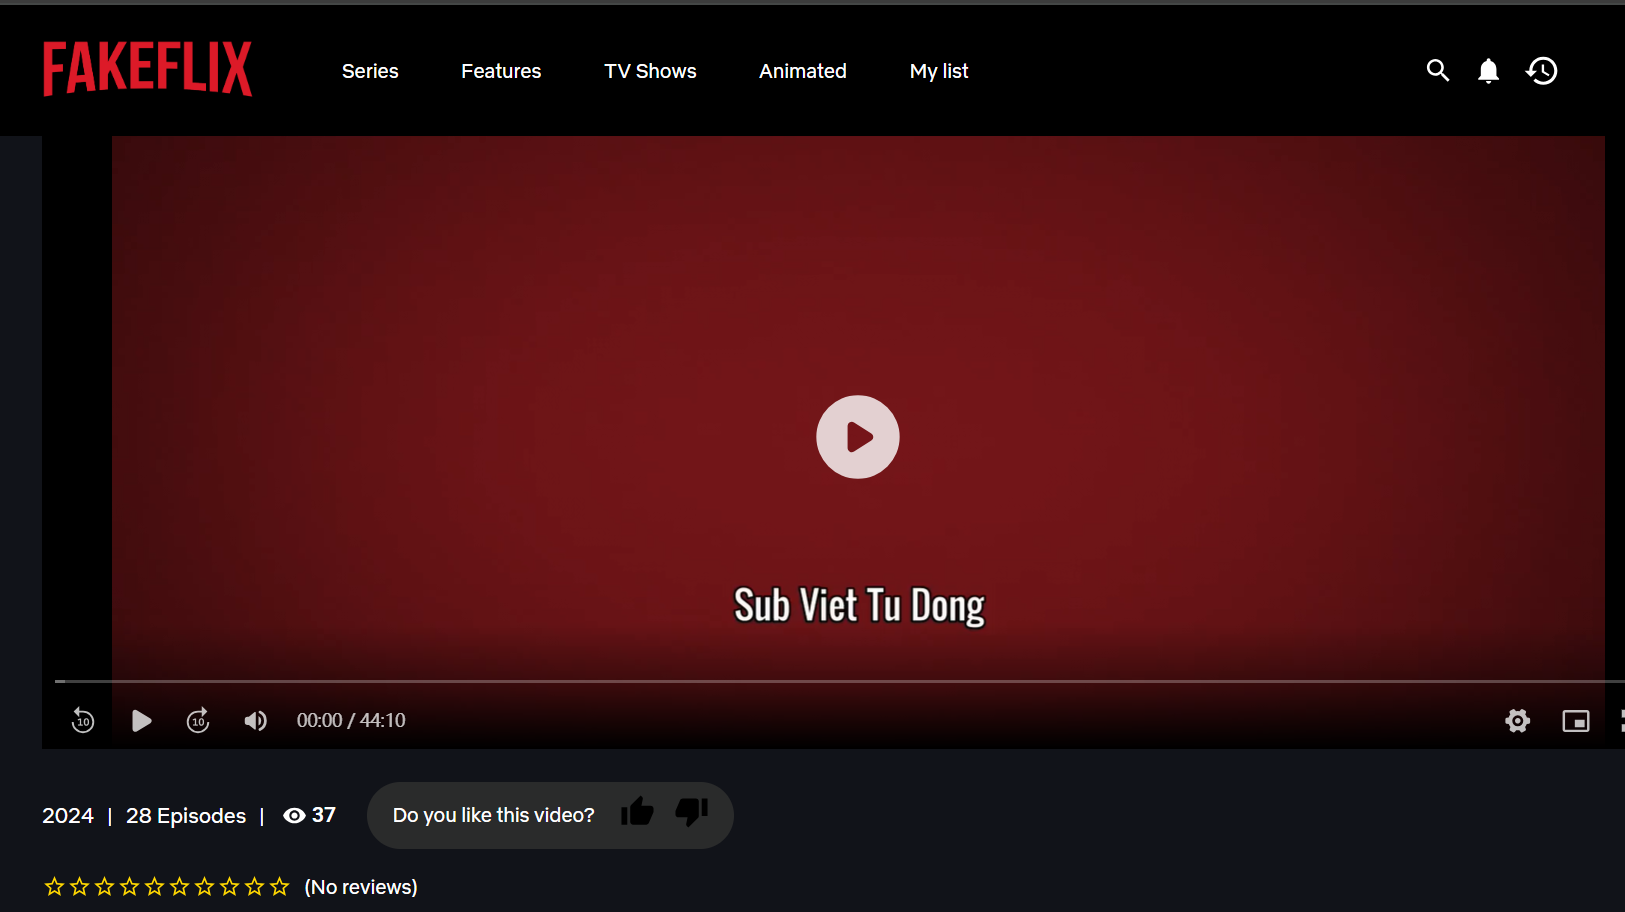 FAKEFLIX
Series Features TV Shows Animated My list
Sub Viet Tu Dong
10 10 00:00 / 44:10
2024 | 28 Episodes | 37 Do you like this video?
(No reviews)